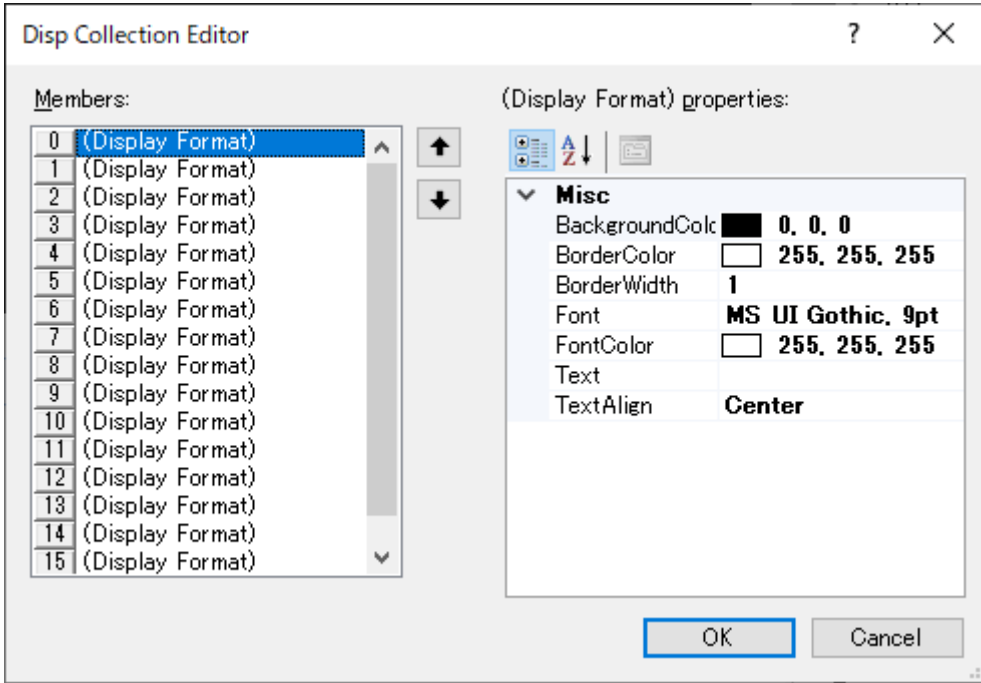 Disp Collection Editor ? ×
Members:
0 (Display Format)
1 (Display Format)
2 (Display Format)
3 (Display Format)
4 (Display Format)
5 (Display Format)
6 (Display Format)
7 (Display Format)
8 (Display Format)
9 (Display Format)
10 (Display Format)
11 (Display Format)
12 (Display Format)
13 (Display Format)
14 (Display Format)
15 (Display Format)
(Display Format) properties:
A Z
Misc
BackgroundColo 0, 0, 0
BorderColor 255, 255, 255
BorderWidth 1
Font MS UI Gothic, 9pt
FontColor 255, 255, 255
Text
TextAlign Center
OK Cancel